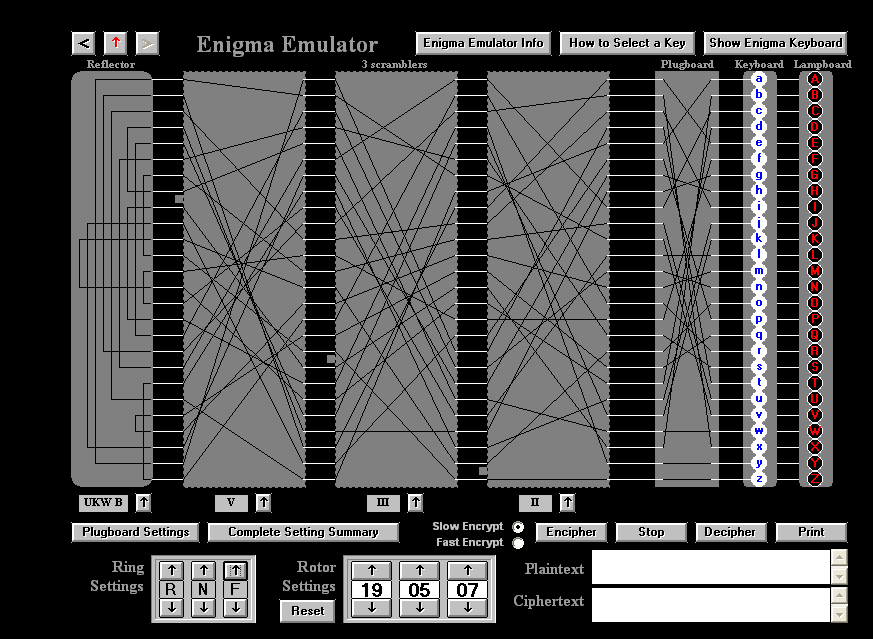 < ↑ > Enigma Emulator Enigma Emulator Info How to Select a Key Show Enigma Keyboard
Reflector 3 scramblers Plugboard Keyboard Lampboard
a A
b B
c C
d D
e E
f F
g G
h H
i I
j J
k K
l L
m M
n N
o O
p P
q Q
r R
s S
t T
u U
v V
w W
x X
y Y
z Z
UKW B ↑ V ↑ III ↑ II ↑
Plugboard Settings Complete Setting Summary Slow Encrypt Encipher Stop Decipher Print
Fast Encrypt
Ring Settings ↑ ↑ ↑ Rotor Settings ↑ ↑ ↑ Plaintext
R N F 19 05 07
↓ ↓ ↓ Reset ↓ ↓ ↓ Ciphertext